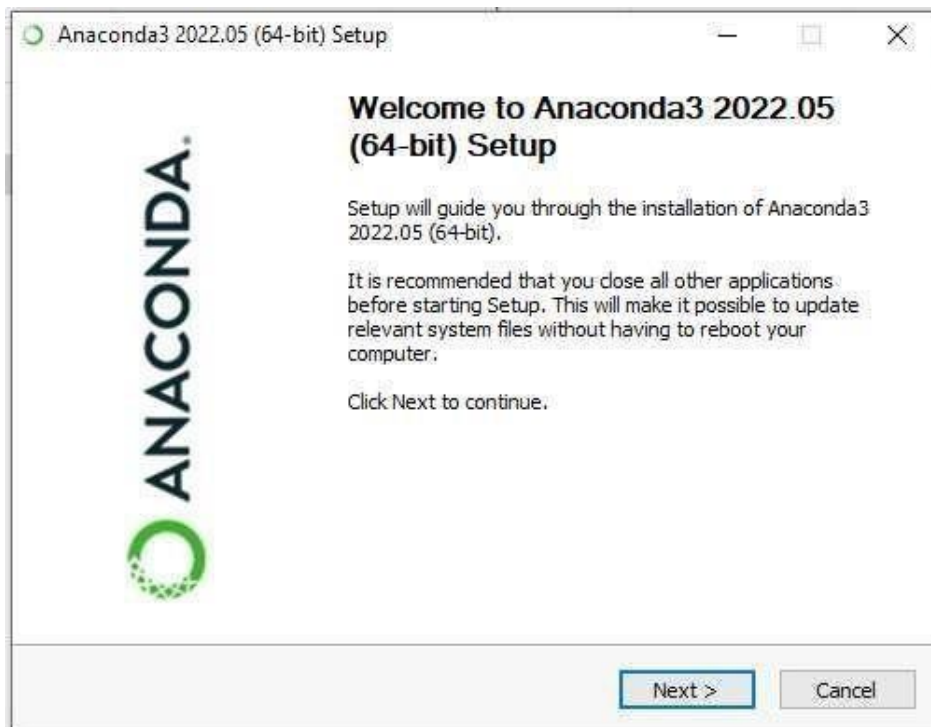 Anaconda3 2022.05 (64-bit) Setup
Welcome to Anaconda3 2022.05
(64-bit) Setup
ANACONDA.
Setup will guide you through the installation of Anaconda3
2022.05 (64-bit).
It is recommended that you close all other applications
before starting Setup. This will make it possible to update
relevant system files without having to reboot your
computer.
Click Next to continue.
Next >
Cancel